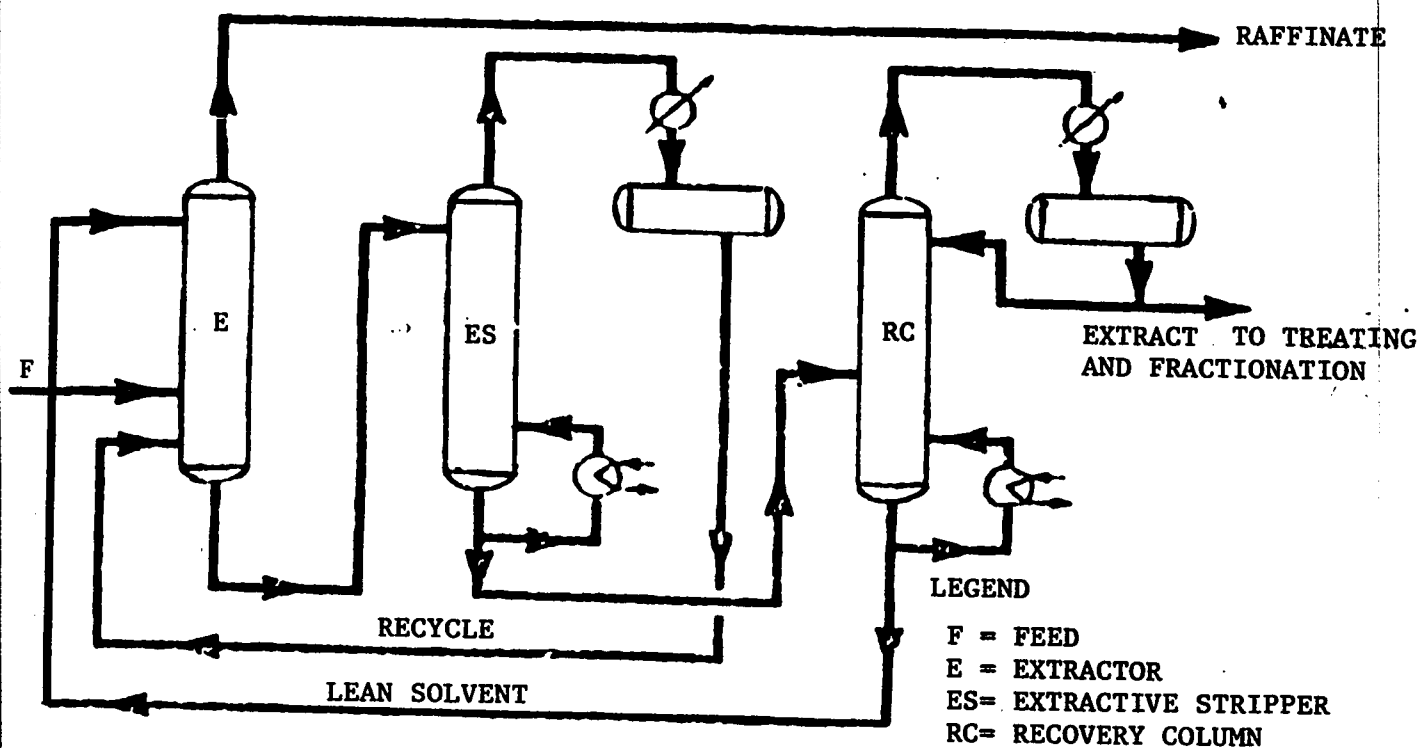 RAFFINATE
E
ES
RC
F
EXTRACT TO TREATING
AND FRACTIONATION
RECYCLE
LEAN SOLVENT
LEGEND
F = FEED
E = EXTRACTOR
ES= EXTRACTIVE STRIPPER
RC= RECOVERY COLUMN